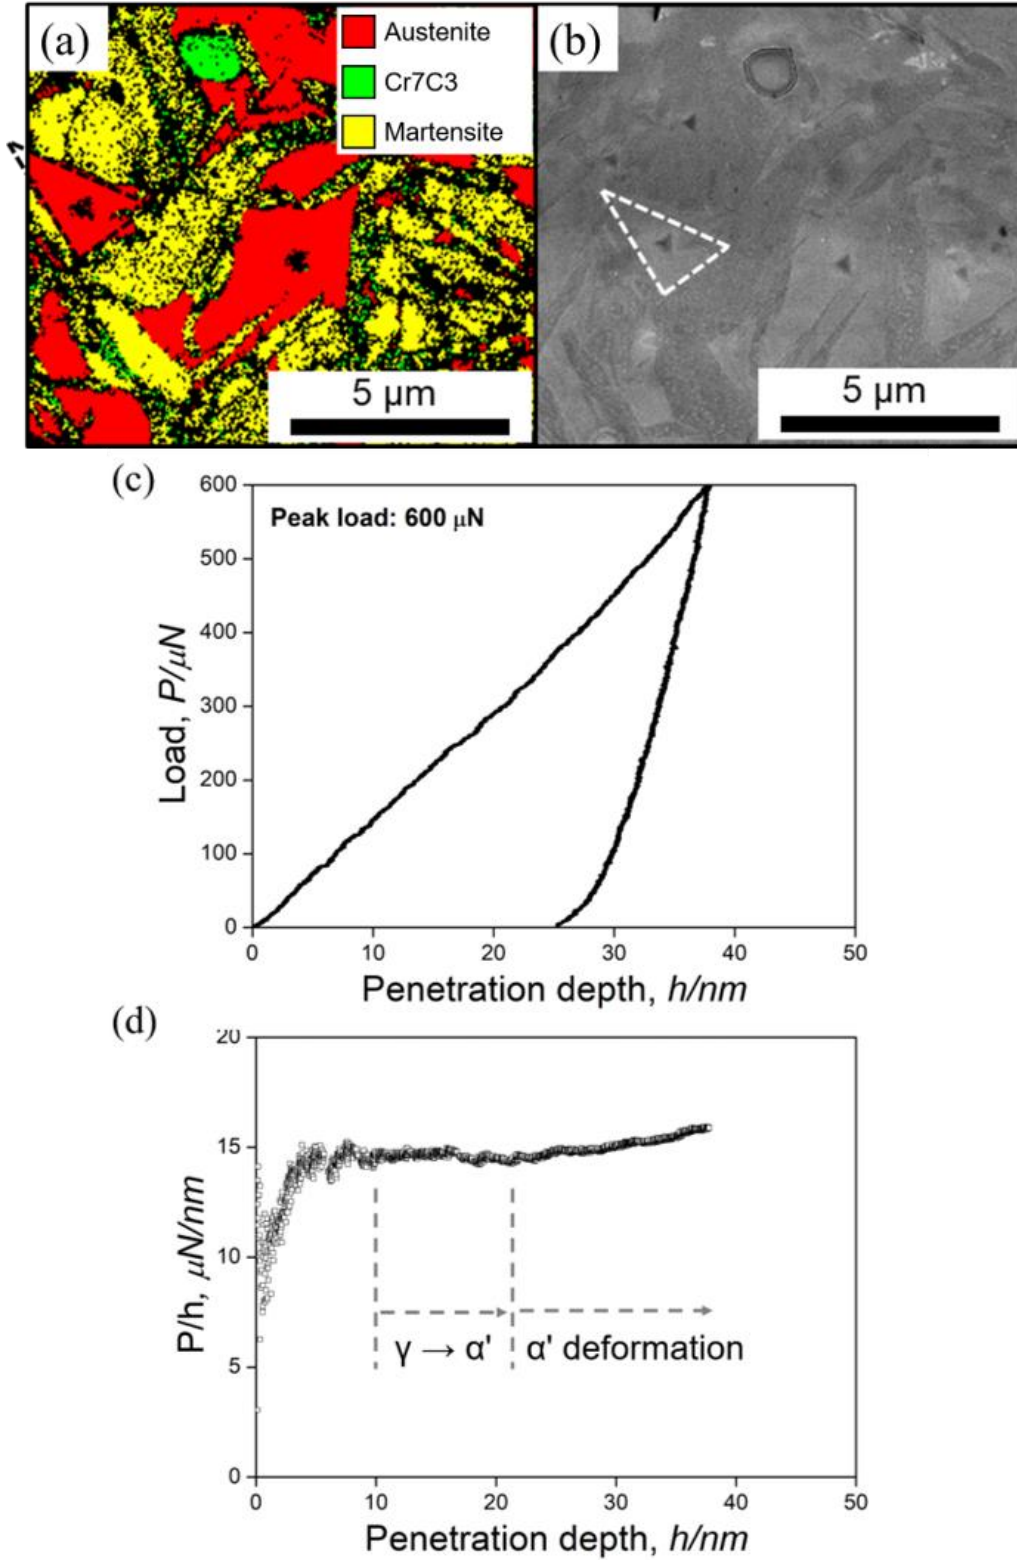 (a)
Austenite
Cr7C3
Martensite
5 μm
(b)
5 μm
(c)
600
500
400
300
200
100
0
Load, P/μN
Peak load: 600 μN
0 10 20 30 40 50
Penetration depth, h/nm
(d)
20
15
10
5
0
P/h, μN/nm
γ → α' α' deformation
0 10 20 30 40 50
Penetration depth, h/nm